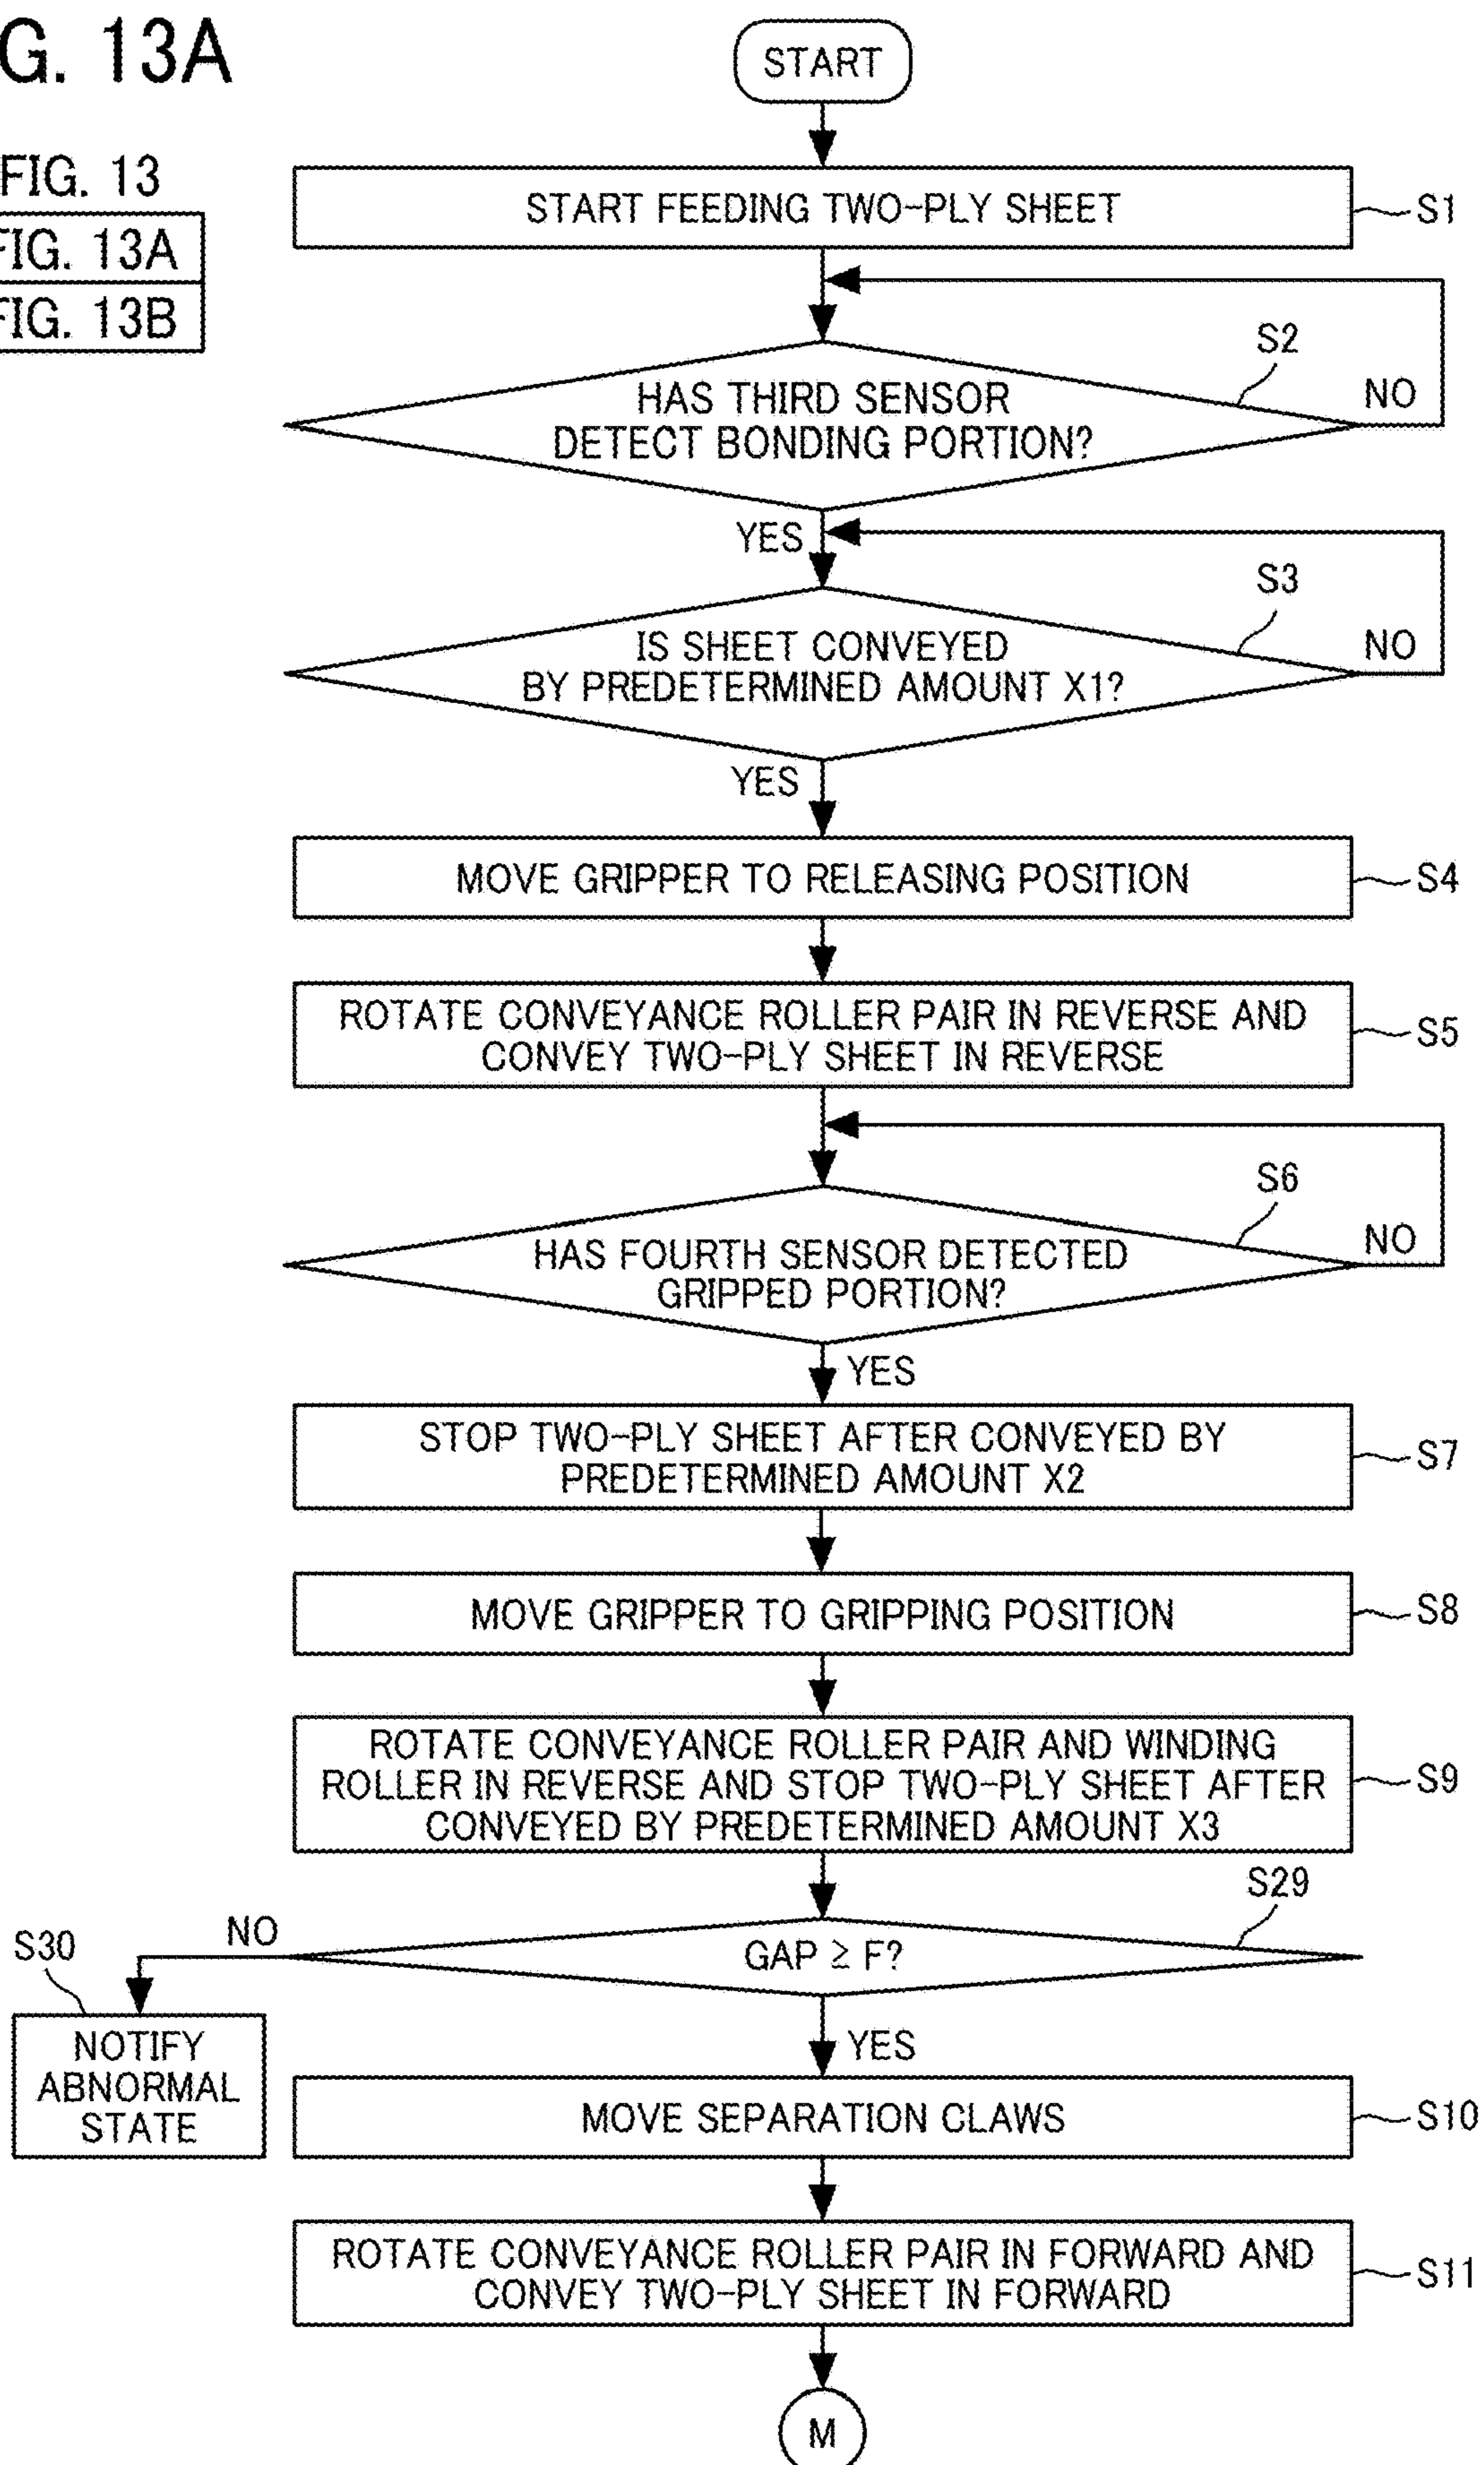 G. 13A
FIG. 13
FIG. 13A
FIG. 13B
START
START FEEDING TWO-PLY SHEET
S1
S2
HAS THIRD SENSOR
DETECT BONDING PORTION?
NO
YES
S3
IS SHEET CONVEYED
BY PREDETERMINED AMOUNT X1?
NO
YES
MOVE GRIPPER TO RELEASING POSITION
S4
ROTATE CONVEYANCE ROLLER PAIR IN REVERSE AND
CONVEY TWO-PLY SHEET IN REVERSE
S5
S6
HAS FOURTH SENSOR DETECTED
GRIPPED PORTION?
NO
YES
STOP TWO-PLY SHEET AFTER CONVEYED BY
PREDETERMINED AMOUNT X2
S7
MOVE GRIPPER TO GRIPPING POSITION
S8
ROTATE CONVEYANCE ROLLER PAIR AND WINDING
ROLLER IN REVERSE AND STOP TWO-PLY SHEET AFTER
CONVEYED BY PREDETERMINED AMOUNT X3
S9
S29
GAP ≥ F?
NO
S30
NOTIFY
ABNORMAL
STATE
YES
MOVE SEPARATION CLAWS
S10
ROTATE CONVEYANCE ROLLER PAIR IN FORWARD AND
CONVEY TWO-PLY SHEET IN FORWARD
S11
M